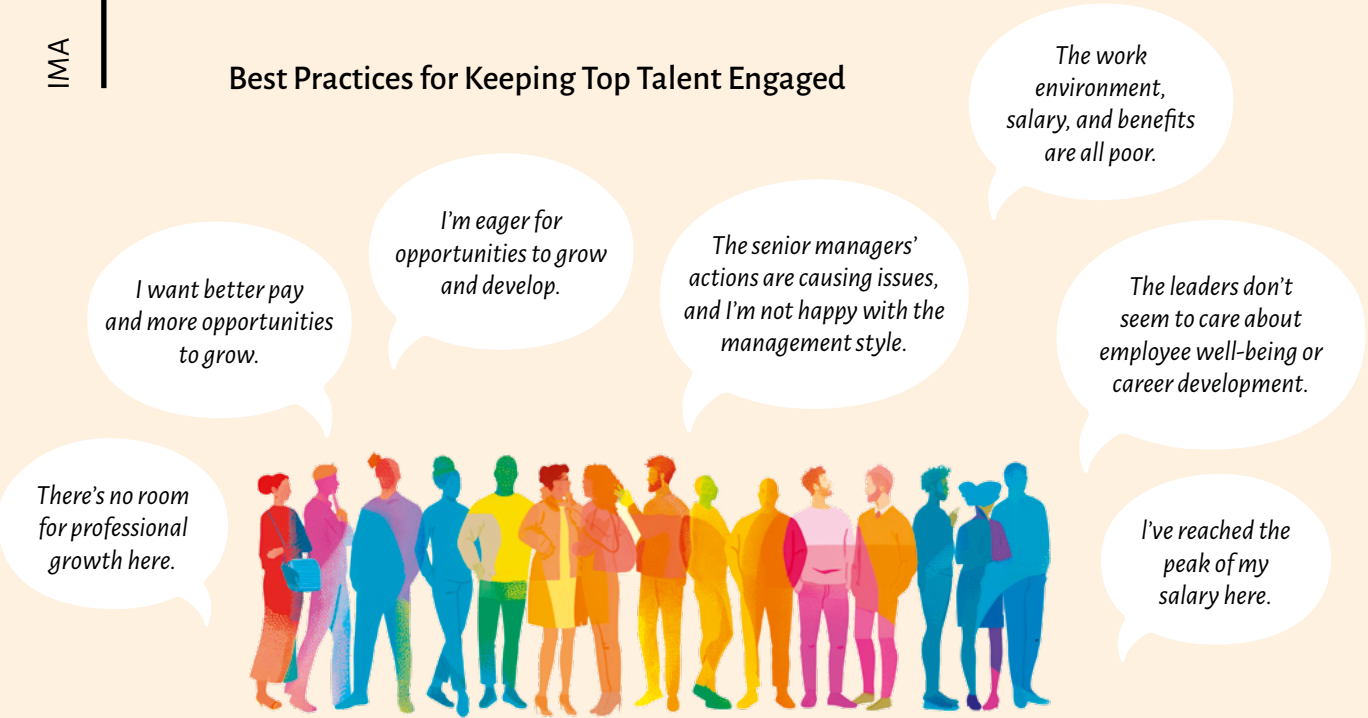 IMA
Best Practices for Keeping Top Talent Engaged
The work
environment,
salary, and benefits
are all poor.
I'm eager for
opportunities to grow
and develop.
The senior managers'
actions are causing issues,
and I'm not happy with the
management style.
I want better pay
and more opportunities
to grow.
The leaders don't
seem to care about
employee well-being or
career development.
There's no room
for professional
growth here.
I've reached the
peak of my
salary here.